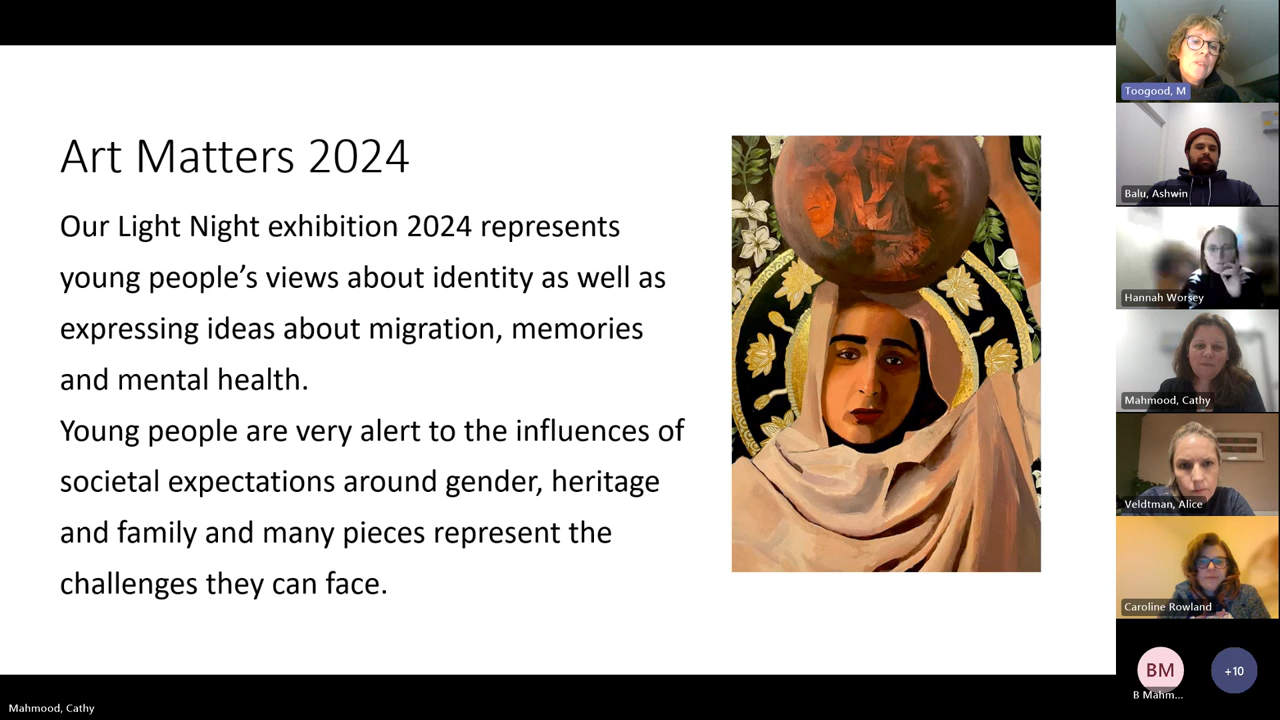 Art Matters 2024
Our Light Night exhibition 2024 represents
young people’s views about identity as well as
expressing ideas about migration, memories
and mental health.
Young people are very alert to the influences of
societal expectations around gender, heritage
and family and many pieces represent the
challenges they can face.
Toogood, M
Balu, Ashwin
Hannah Worsey
Mahmood, Cathy
Veldtman, Alice
Caroline Rowland
BM
B Mahm...
+10
Mahmood, Cathy